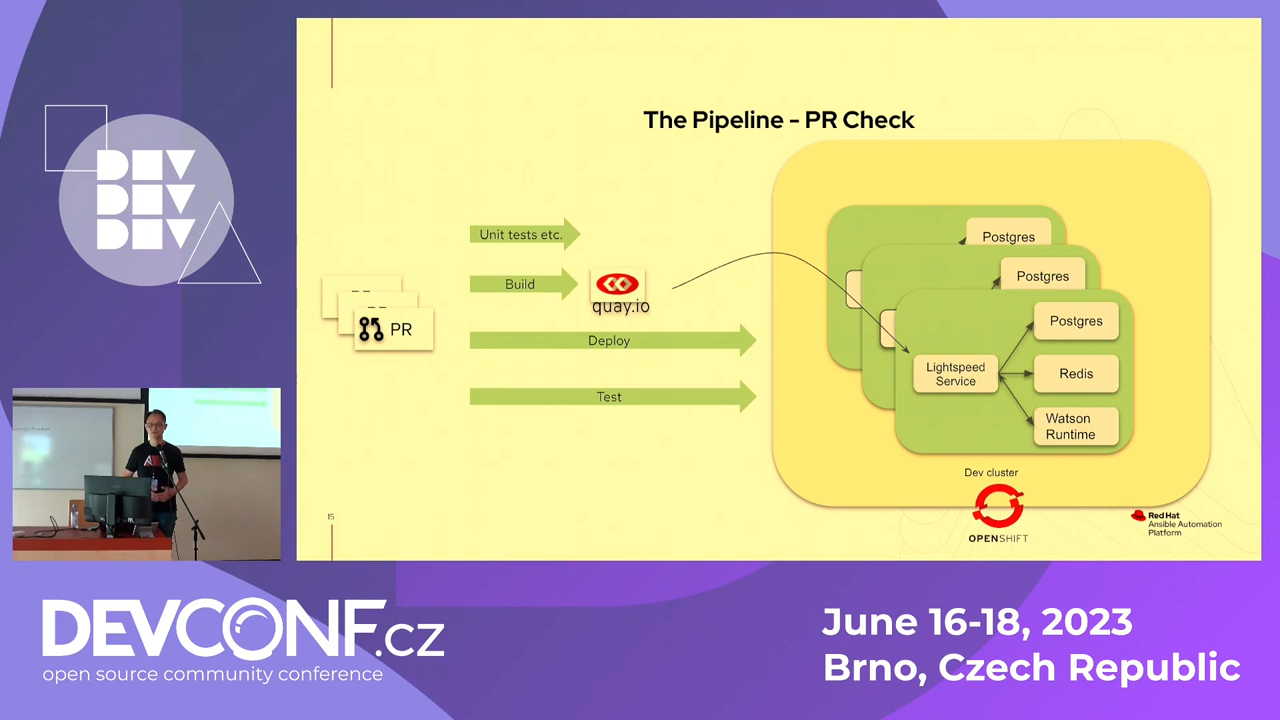 The Pipeline - PR Check
Unit tests etc.
Build
quay.io
Deploy
Test
PR
Postgres
Postgres
Postgres
Lightspeed
Service
Redis
Watson
Runtime
Dev cluster
OPENSHIFT
15
Red Hat
Ansible Automation
Platform
DEV
DEV
DEV
DEVCONF.cz
open source community conference
June 16-18, 2023
Brno, Czech Republic